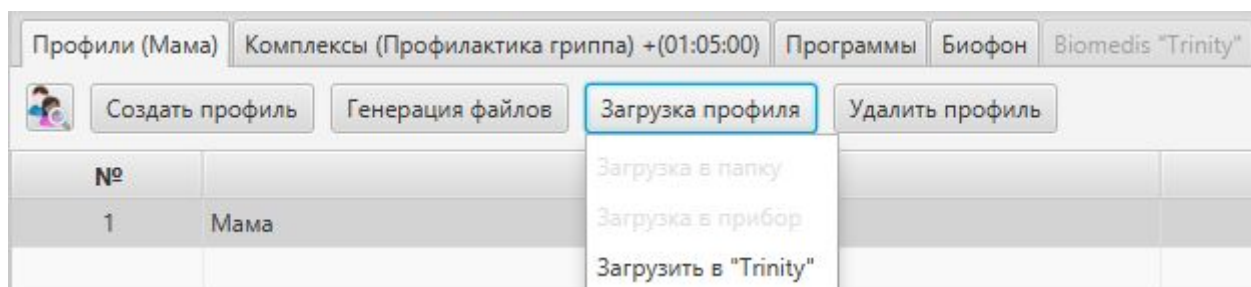 Профили (Мама) Комплексы (Профилактика гриппа) +(01:05:00) Программы Биофон Biomedis "Trinity"
Создать профиль Генерация файлов Загрузка профиля Удалить профиль
№
Загрузка в папку
1 Мама
Загрузка в прибор
Загрузить в "Trinity"